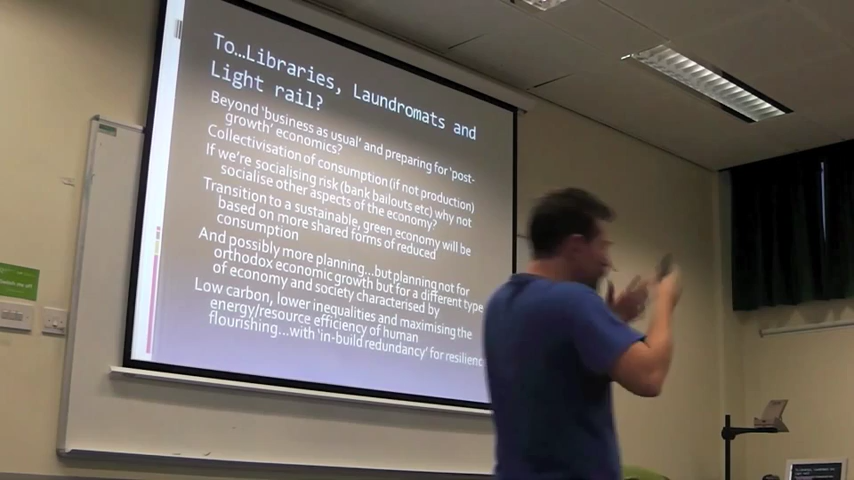 To...Libraries, Laundromats and
Light rail?
Beyond 'business as usual' and preparing for 'post-
growth' economics?
Collectivisation of consumption (if not production)
If we're socialising risk (bank bailouts etc) why not
socialise other aspects of the economy?
Transition to a sustainable, green economy will be
based on more shared forms of reduced
consumption
And possibly more planning...but planning not for
orthodox economic growth but for a different type
of economy and society characterised by
Low carbon, lower inequalities and maximising the
energy/resource efficiency of human
flourishing...with 'in-build redundancy' for resilienc